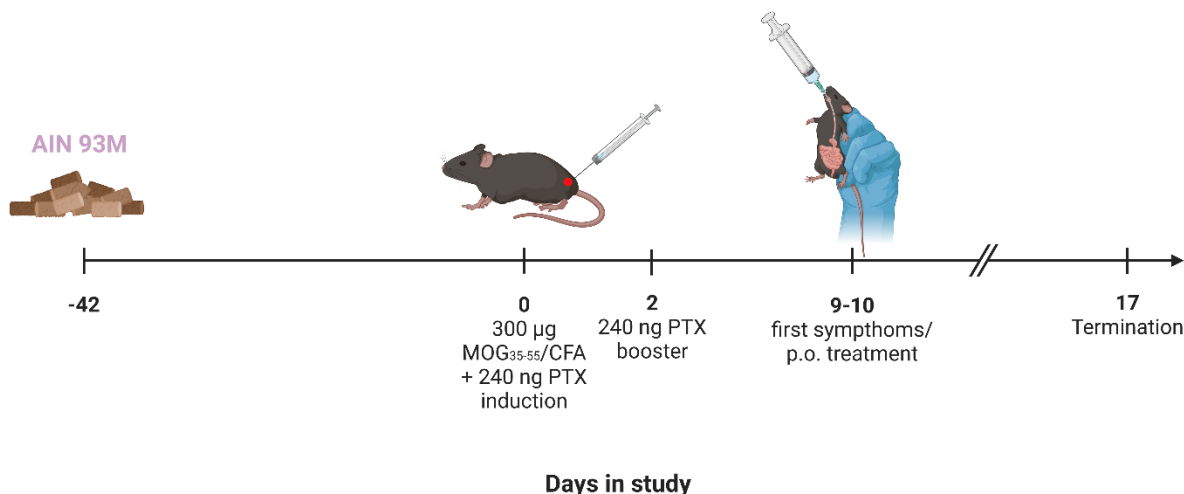 AIN 93M
-42
0
300 µg
MOG35-55/CFA
+ 240 ng PTX
induction
2
240 ng PTX
booster
9-10
first sympthoms/
p.o. treatment
17
Termination
Days in study